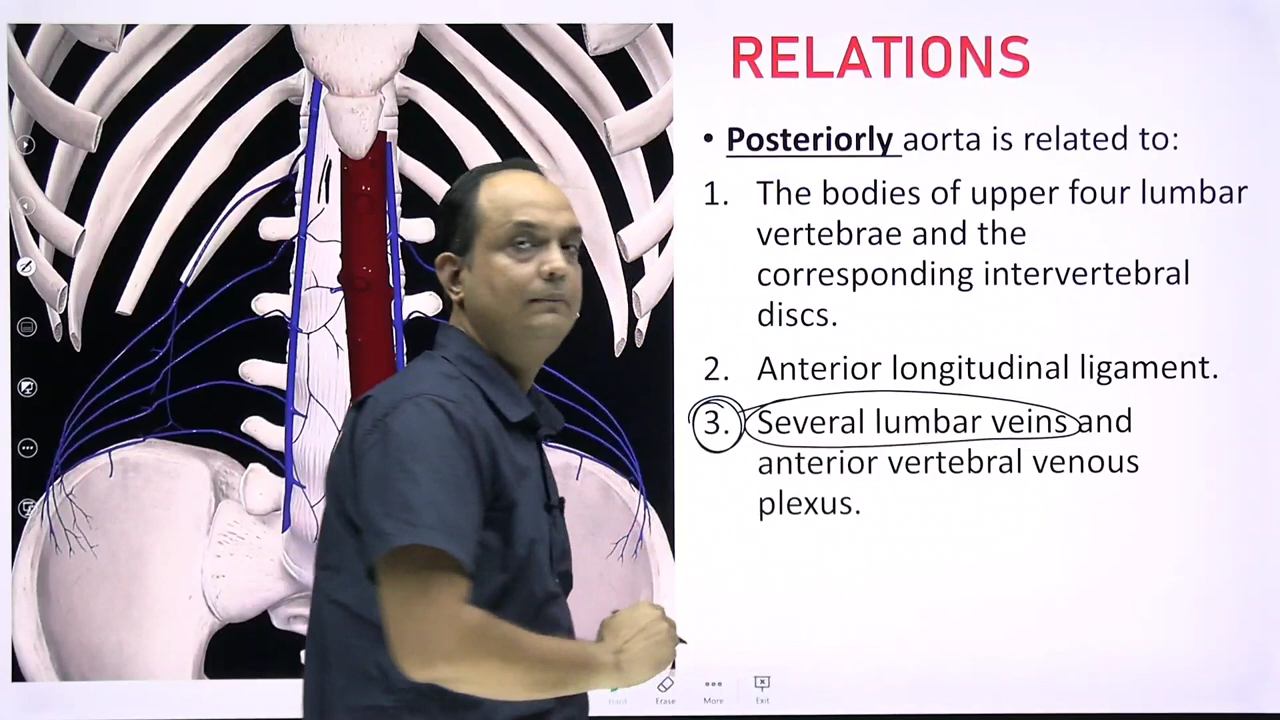 RELATIONS
• Posteriorly aorta is related to:
1. The bodies of upper four lumbar
vertebrae and the
corresponding intervertebral
discs.
2. Anterior longitudinal ligament.
3. Several lumbar veins and
anterior vertebral venous
plexus.
Erase
More
Exit